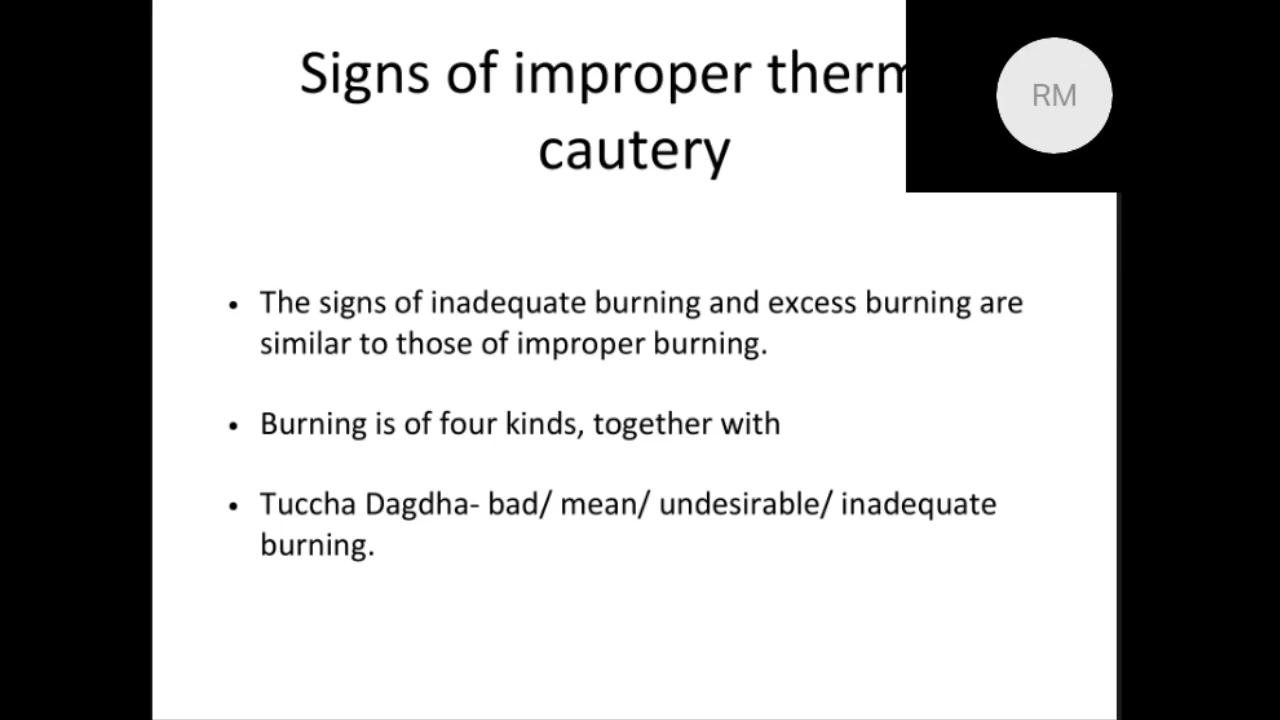 Signs of improper therm
cautery
RM
• The signs of inadequate burning and excess burning are
similar to those of improper burning.
• Burning is of four kinds, together with
• Tuccha Dagdha- bad/ mean/ undesirable/ inadequate
burning.